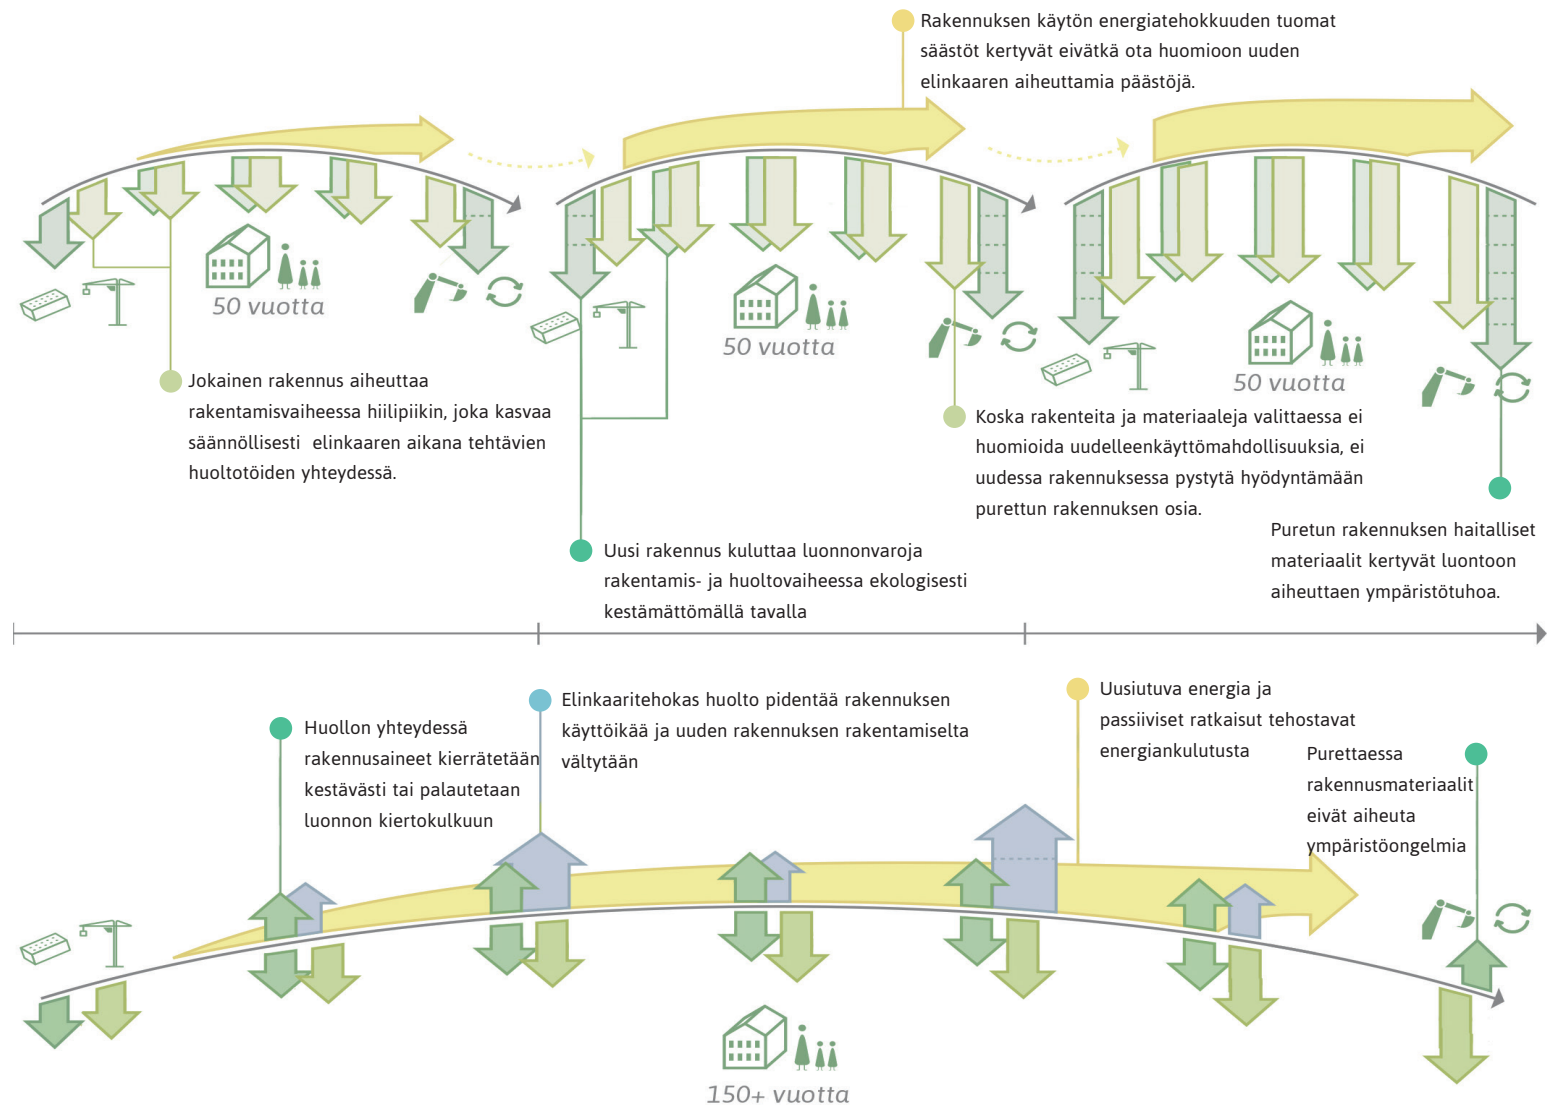 Rakennuksen käytön energiatehokkuuden tuomat
säästöt kertyvät eivätkä ota huomioon uuden
elinkaaren aiheuttamia päästöjä.
50 vuotta
50 vuotta
50 vuotta
Jokainen rakennus aiheuttaa
rakentamisvaiheessa hiilipiikin, joka kasvaa
säännöllisesti elinkaaren aikana tehtävien
huoltotöiden yhteydessä.
Uusi rakennus kuluttaa luonnonvaroja
rakentamis- ja huoltovaiheessa ekologisesti
kestämättömällä tavalla
Koska rakenteita ja materiaaleja valittaessa ei
huomioida uudelleenkäyttömahdollisuuksia, ei
uudessa rakennuksessa pystytä hyödyntämään
purettun rakennuksen osia.
Puretun rakennuksen haitalliset
materiaalit kertyvät luontoon
aiheuttaen ympäristötuhoa.
Huollon yhteydessä
rakennusaineet kierrätetään
kestävästi tai palautetaan
luonnon kiertokulkuun
Elinkaaritehokas huolto pidentää rakennuksen
käyttöikää ja uuden rakennuksen rakentamiselta
vältytään
Uusiutuva energia ja
passiiviset ratkaisut tehostavat
energiankulutusta
Purettaessa
rakennusmateriaalit
eivät aiheuta
ympäristöongelmia
150+ vuotta